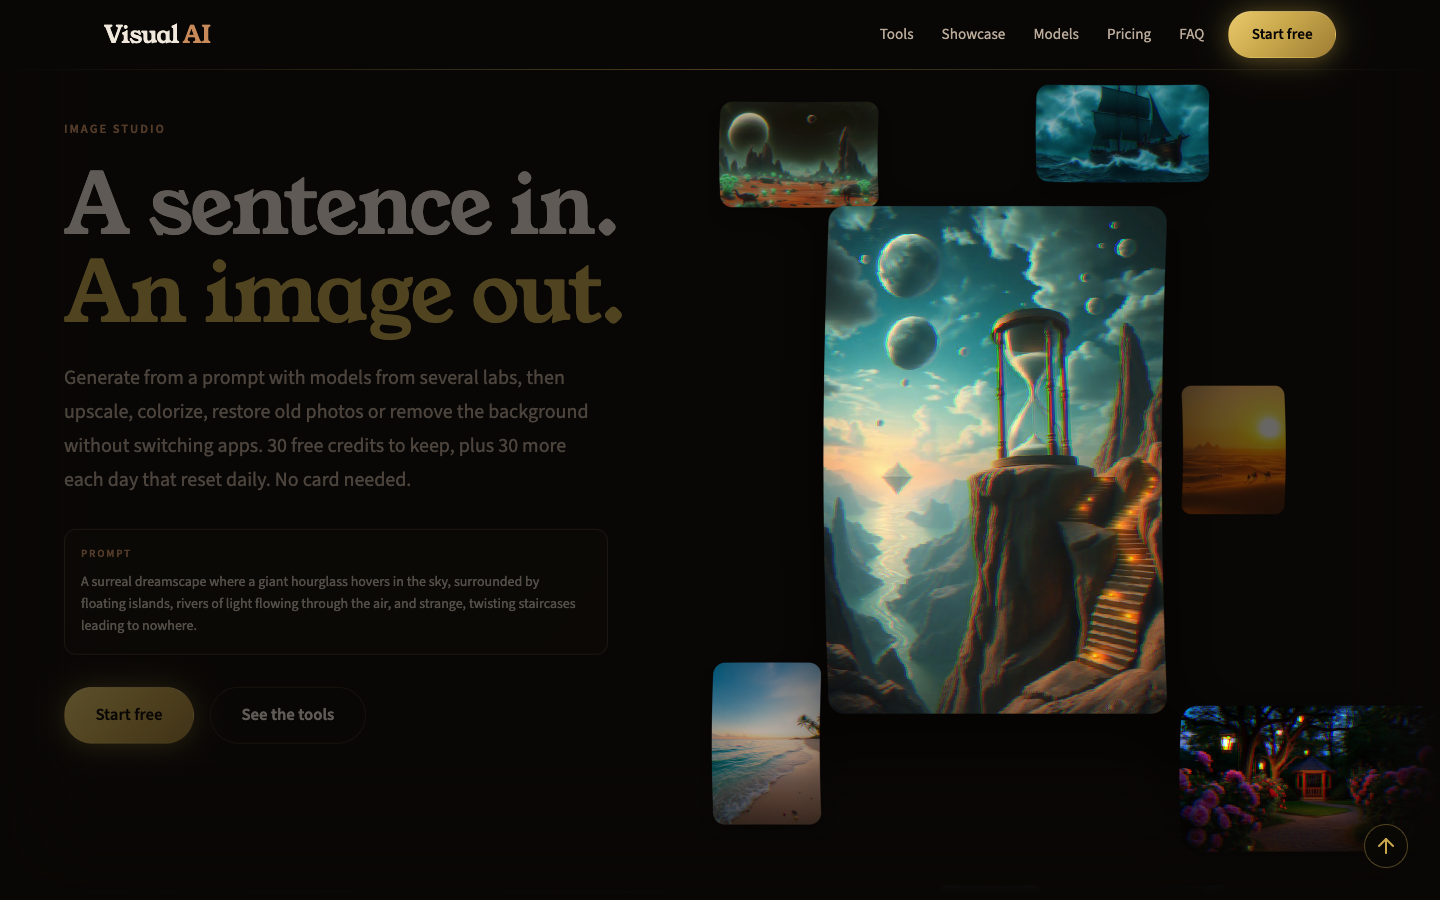 Visual AI
Tools
Showcase
Models
Pricing
FAQ
Start free
IMAGE STUDIO
A sentence in.
An image out.
Generate from a prompt with models from several labs, then
upscale, colorize, restore old photos or remove the background
without switching apps. 30 free credits to keep, plus 30 more
each day that reset daily. No card needed.
PROMPT
A surreal dreamscape where a giant hourglass hovers in the sky, surrounded by
floating islands, rivers of light flowing through the air, and strange, twisting staircases
leading to nowhere.
Start free
See the tools